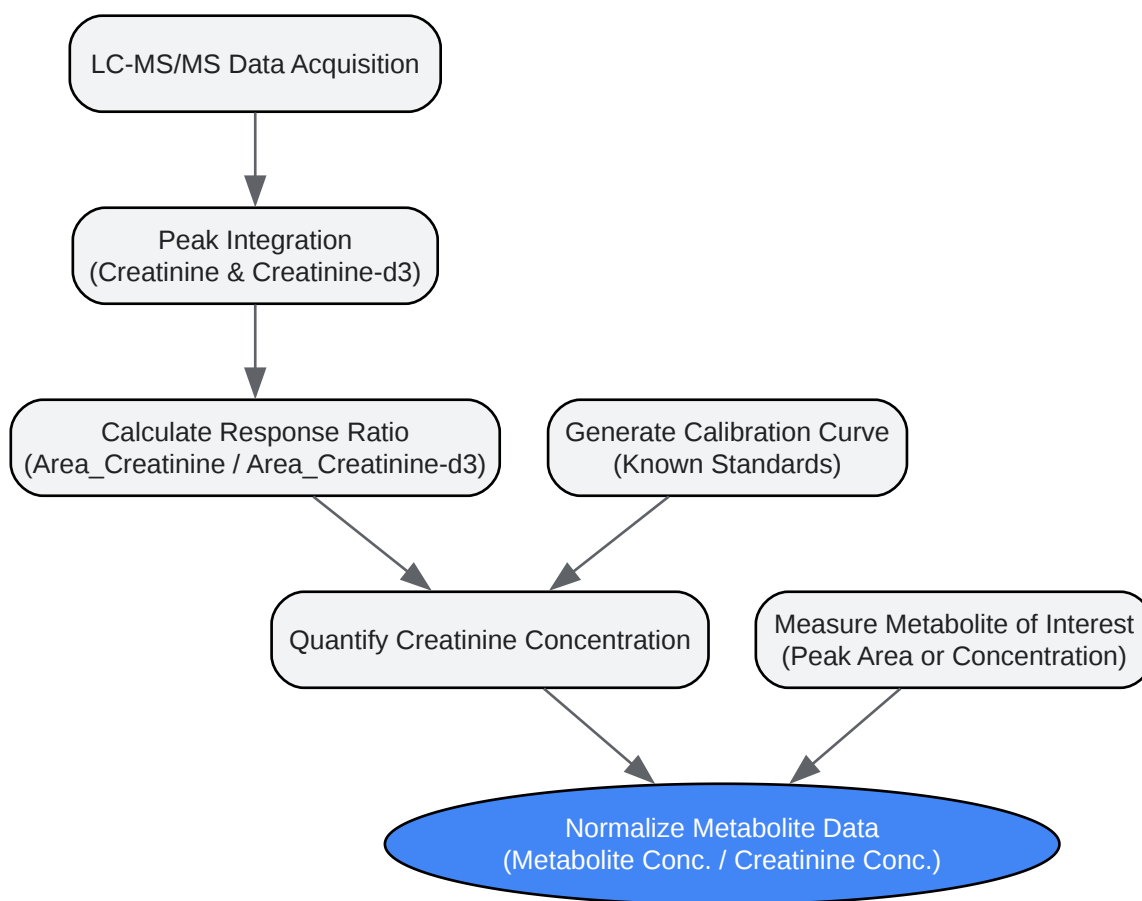 LC-MS/MS Data Acquisition
Peak Integration
(Creatinine & Creatinine-d3)
Calculate Response Ratio
(Area_Creatinine / Area_Creatinine-d3)
Generate Calibration Curve
(Known Standards)
Quantify Creatinine Concentration
Measure Metabolite of Interest
(Peak Area or Concentration)
Normalize Metabolite Data
(Metabolite Conc. / Creatinine Conc.)